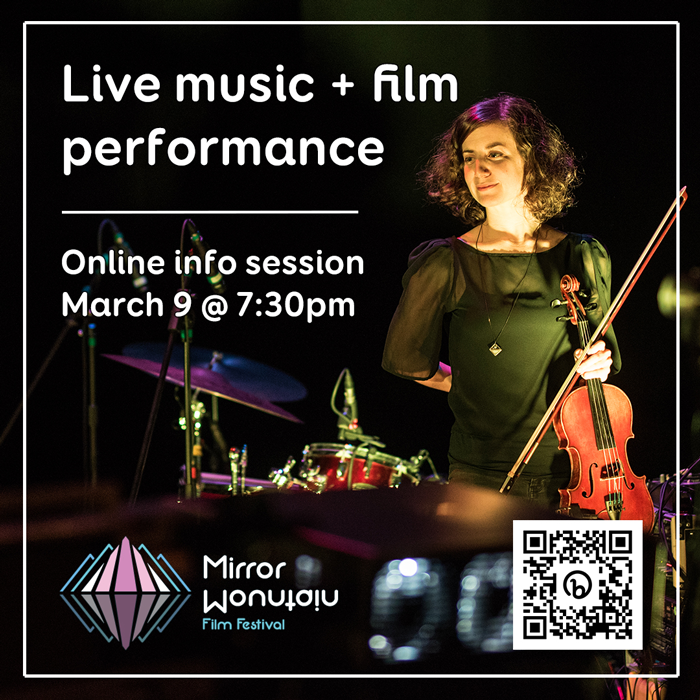 Live music + film
performance
Online info session
March 9 @ 7:30pm
Mirror
Mountain
Film Festival